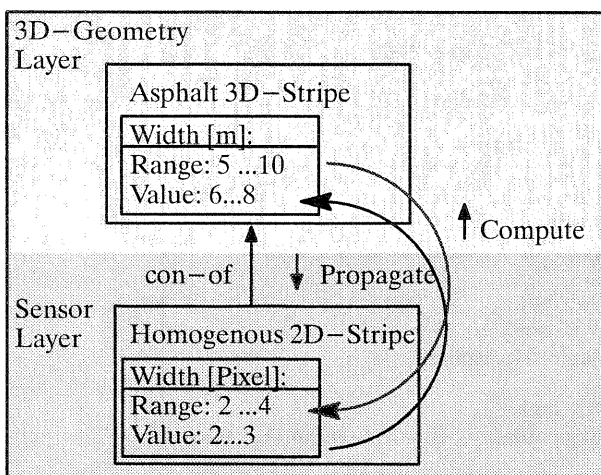 3D−Geometry
Layer
Asphalt 3D−Stripe
Width [m]:
Range: 5 ...10
Value: 6...8
Compute
con−of
Propagate
Sensor
Layer
Homogenous 2D−Stripe
Width [Pixel]:
Range: 2 ...4
Value: 2...3